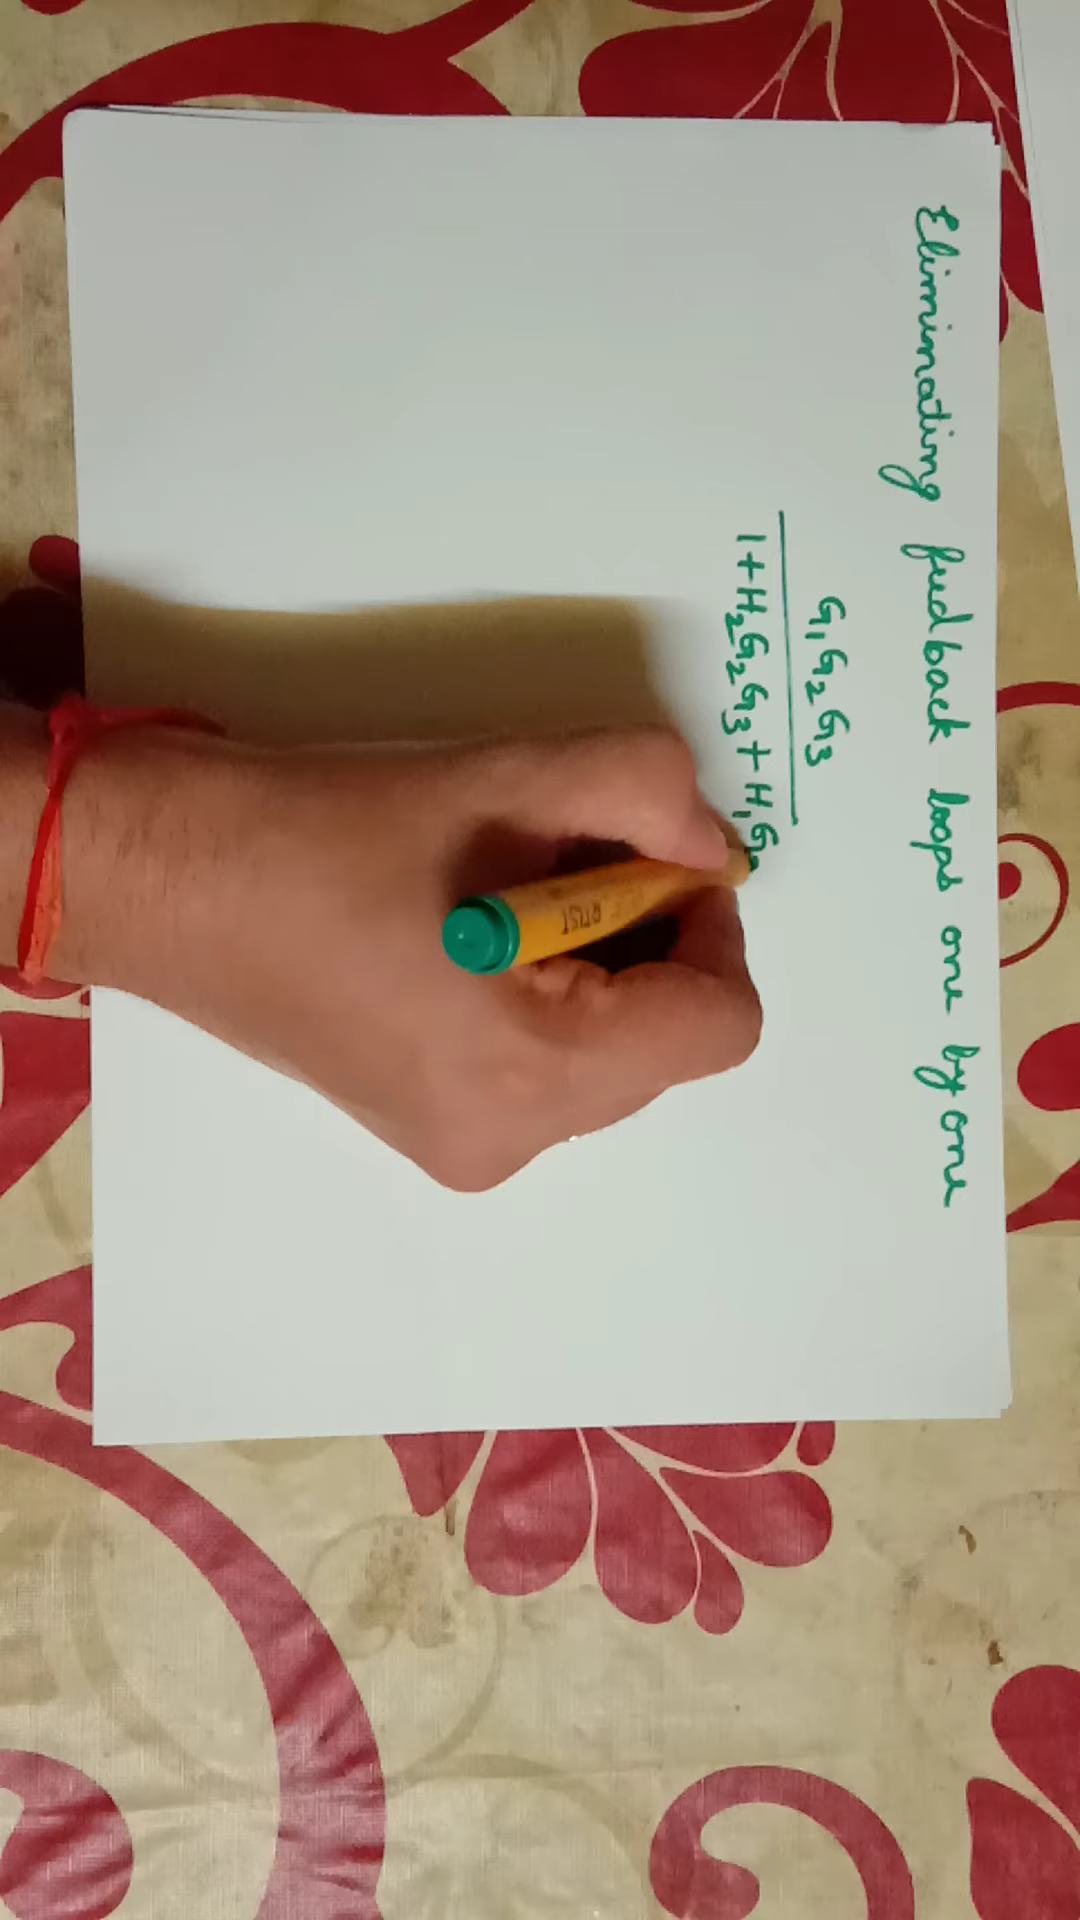 Eliminating feedback loops one by one
G₁G₂G₃
1+H₂G₂G₃+H₁G